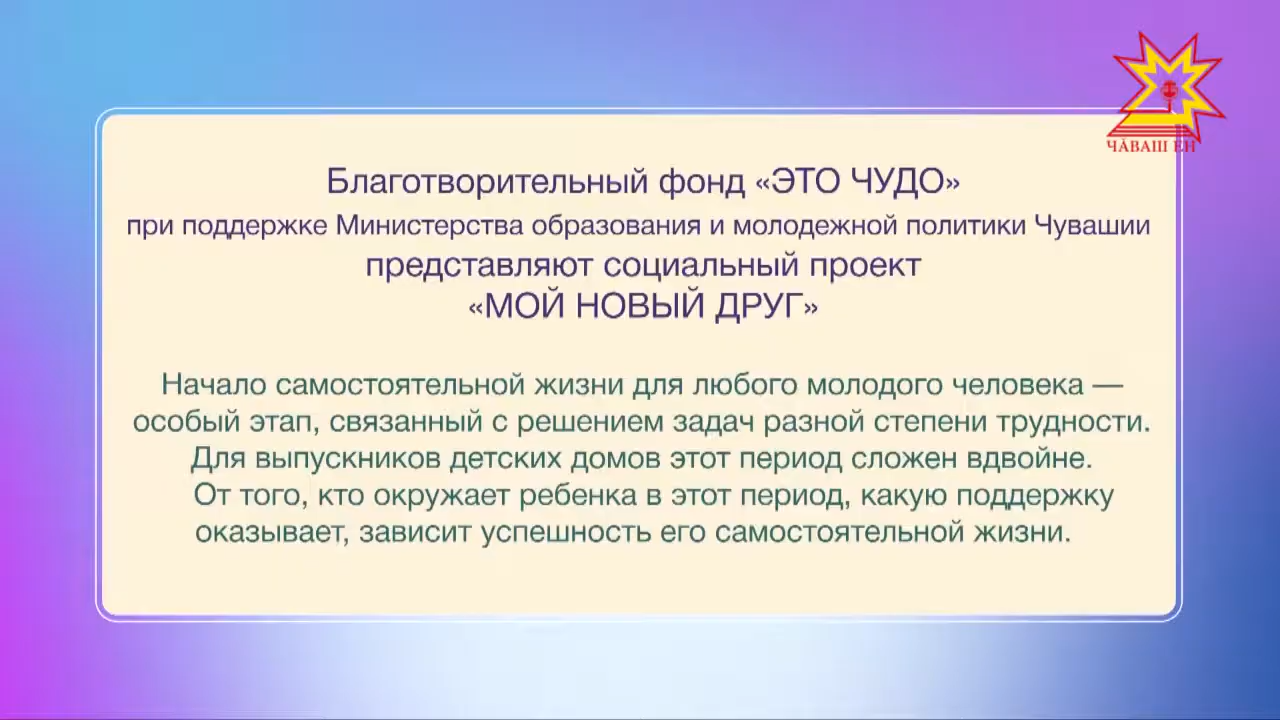 ЧӐВАШ ЕН
Благотворительный фонд «ЭТО ЧУДО»
при поддержке Министерства образования и молодежной политики Чувашии
представляют социальный проект
«МОЙ НОВЫЙ ДРУГ»
Начало самостоятельной жизни для любого молодого человека —
особый этап, связанный с решением задач разной степени трудности.
Для выпускников детских домов этот период сложен вдвойне.
От того, кто окружает ребенка в этот период, какую поддержку
оказывает, зависит успешность его самостоятельной жизни.